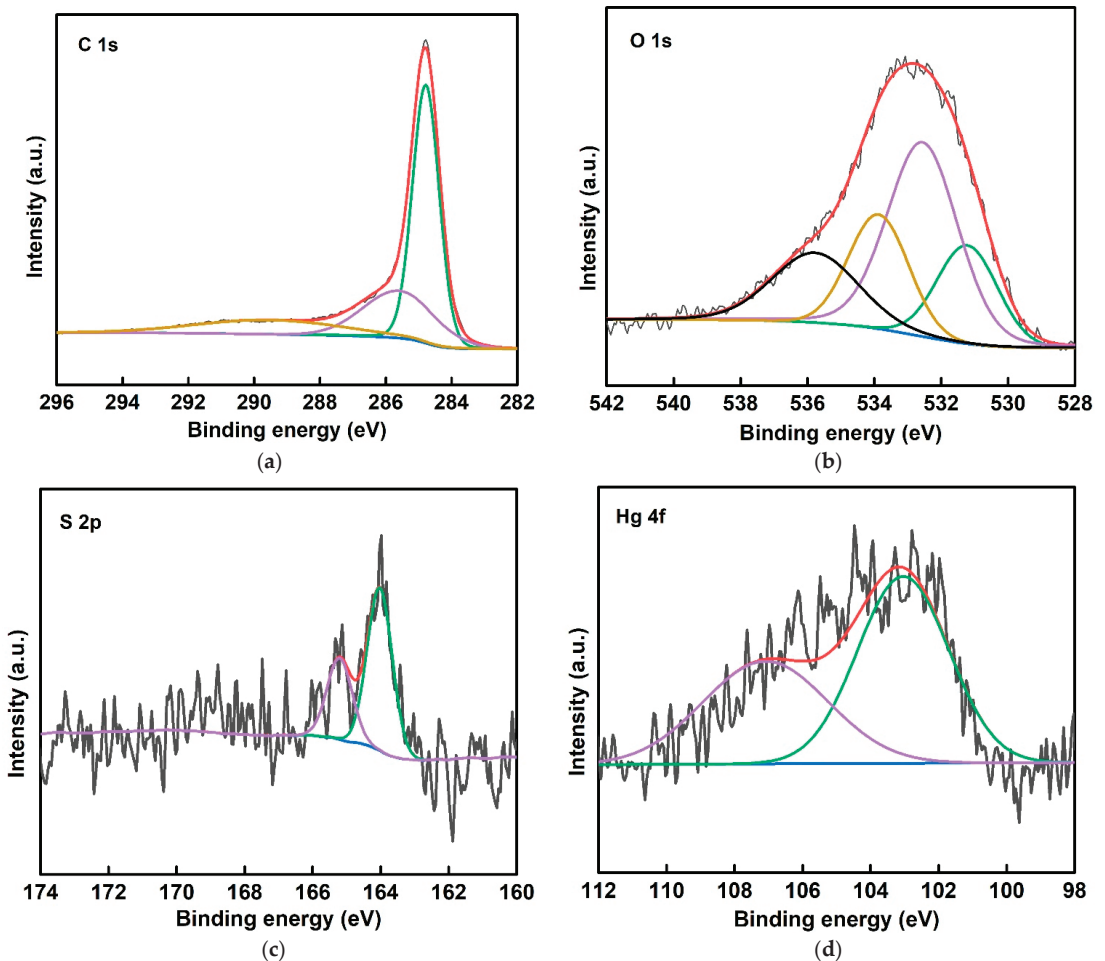 C 1s
Intensity (a.u.)
296 294 292 290 288 286 284 282
Binding energy (eV)
(a)
O 1s
Intensity (a.u.)
542 540 538 536 534 532 530 528
Binding energy (eV)
(b)
S 2p
Intensity (a.u.)
174 172 170 168 166 164 162 160
Binding energy (eV)
(c)
Hg 4f
Intensity (a.u.)
112 110 108 106 104 102 100 98
Binding energy (eV)
(d)